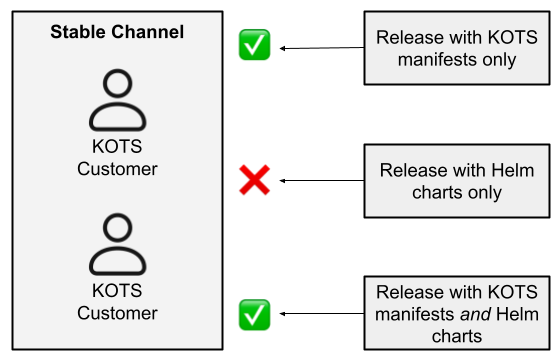 Stable Channel
KOTS
Customer
KOTS
Customer
Release with KOTS
manifests only
Release with Helm
charts only
Release with KOTS
manifests and Helm
charts